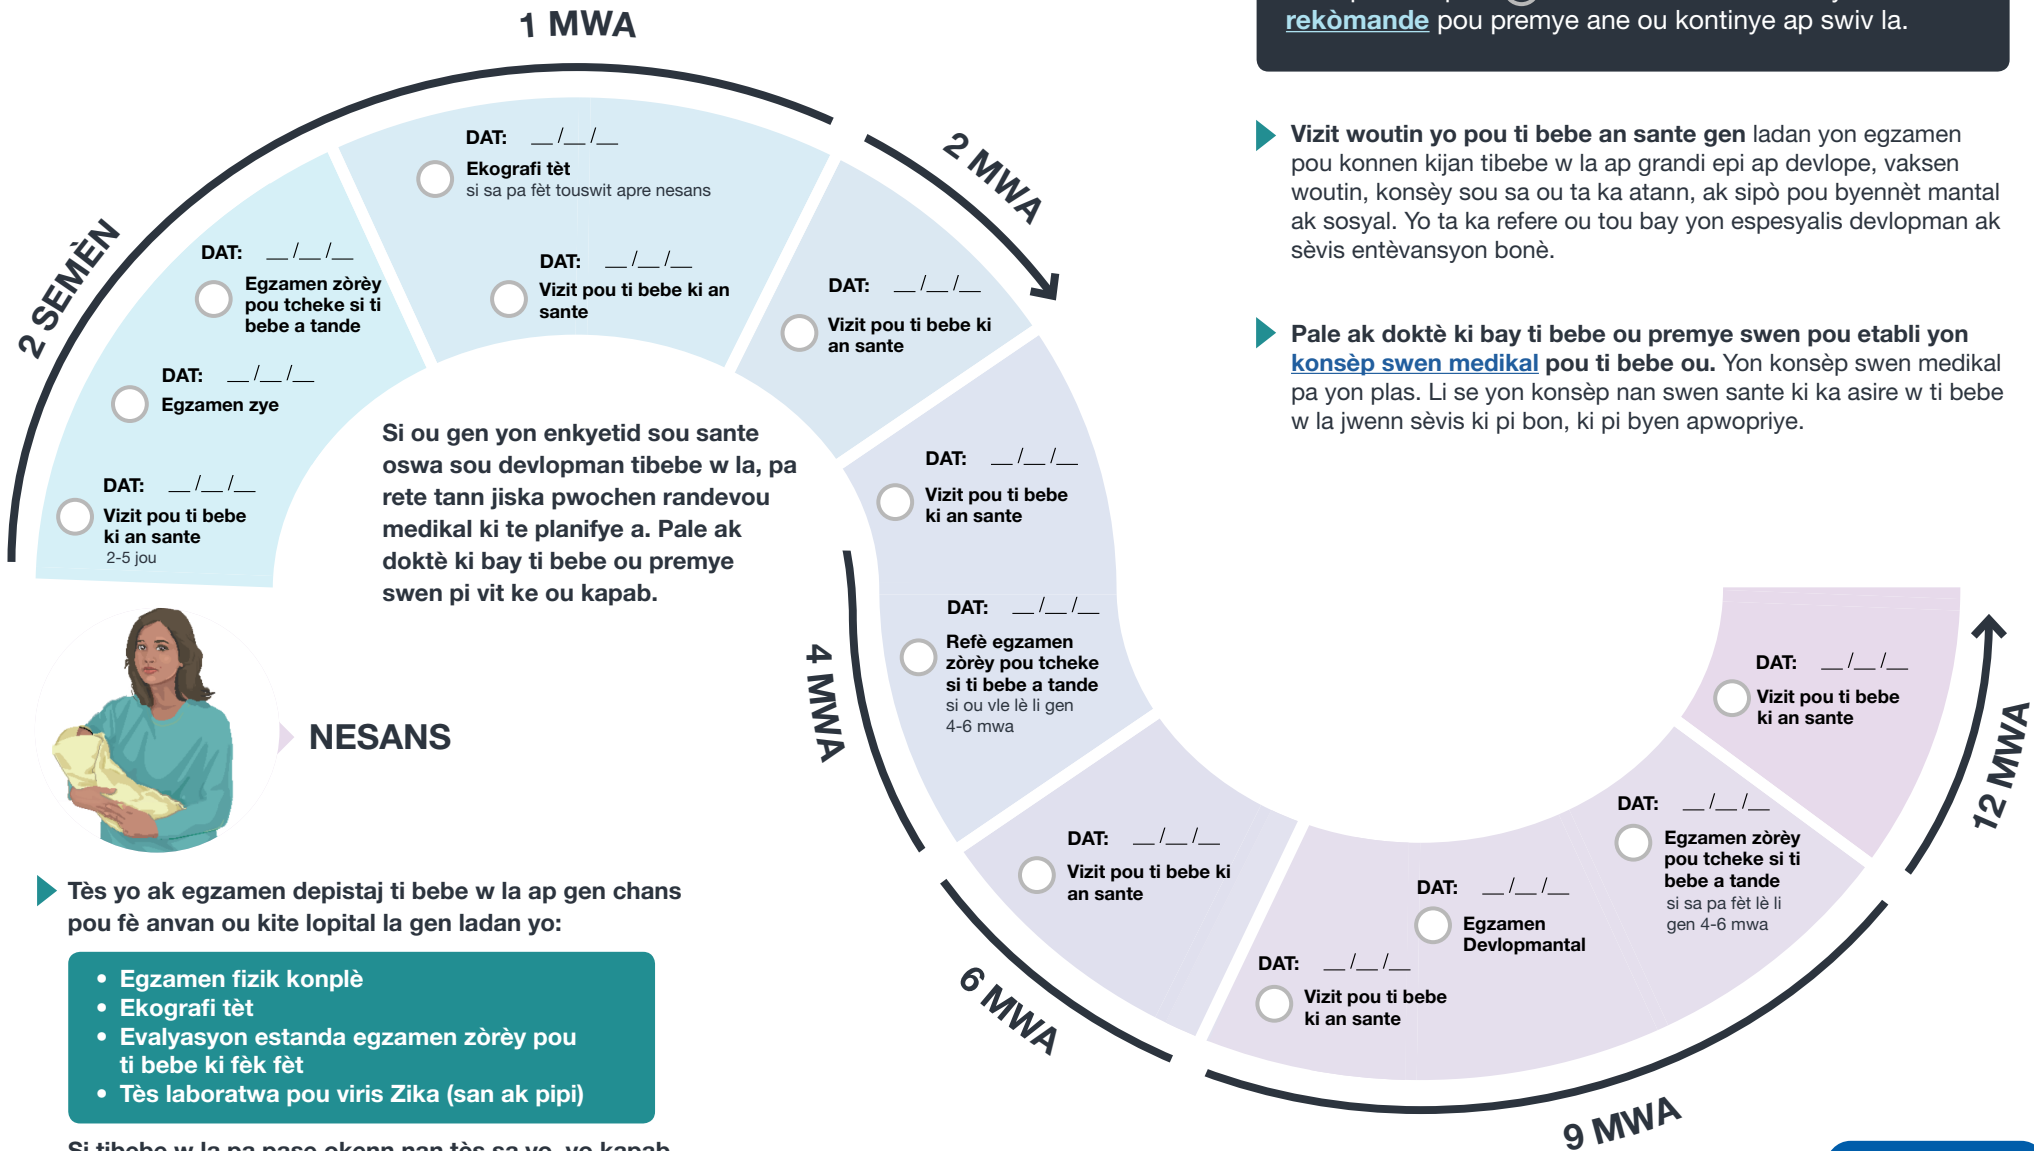 1 MWA
2 SEMÈN
2 MWA
DAT: __ /__ /__
Ekografi tèt
si sa pa fèt touswit apre nesans
DAT: __ /__ /__
Egzamen zòrèy
pou tcheke si ti
bebe a tande
DAT: __ /__ /__
Egzamen zye
DAT: __ /__ /__
Vizit pou ti bebe
ki an sante
2-5 jou
DAT: __ /__ /__
Vizit pou ti bebe ki an
sante
DAT: __ /__ /__
Vizit pou ti bebe ki
an sante
Si ou gen yon enkyetid sou sante
oswa sou devlopman tibebe w la, pa
rete tann jiska pwochen randevou
medikal ki te planifye a. Pale ak
doktè ki bay ti bebe ou premye
swen pi vit ke ou kapab.
DAT: __ /__ /__
Vizit pou ti bebe
ki an sante
DAT: __ /__ /__
Refè egzamen
zòrèy pou tcheke
si ti bebe a tande
si ou vle lè li gen
4-6 mwa
4 MWA
NESANS
Tès yo ak egzamen depistaj ti bebe w la ap gen chans
pou fè anvan ou kite lopital la gen ladan yo:
• Egzamen fizik konplè
• Ekografi tèt
• Evalyasyon estanda egzamen zòrèy pou
ti bebe ki fèk fèt
• Tès laboratwa pou viris Zika (san ak pipi)
Si tibebe w la pa pase okenn nan tès sa yo, yo kapab
DAT: __ /__ /__
Vizit pou ti bebe ki
an sante
6 MWA
DAT: __ /__ /__
Vizit pou ti bebe
ki an sante
DAT: __ /__ /__
Egzamen
Devlopmantal
DAT: __ /__ /__
Egzamen zòrèy
pou tcheke si ti
bebe a tande
si sa pa fèt lè li
gen 4-6 mwa
9 MWA
DAT: __ /__ /__
Vizit pou ti bebe
ki an sante
12 MWA
rekòmande pou premye ane ou kontinye ap swiv la.
Vizit woutin yo pou ti bebe an sante gen ladan yon egzamen
pou konnen kijan tibebe w la ap grandi epi ap devlope, vaksen
woutin, konsèy sou sa ou ta ka atann, ak sipò pou byennèt mantal
ak sosyal. Yo ta ka refere ou tou bay yon espesyalis devlopman ak
sèvis entèvansyon bonè.
Pale ak doktè ki bay ti bebe ou premye swen pou etabli yon
konsèp swen medikal pou ti bebe ou. Yon konsèp swen medikal
pa yon plas. Li se yon konsèp nan swen sante ki ka asire w ti bebe
w la jwenn sèvis ki pi bon, ki pi byen apwopriye.